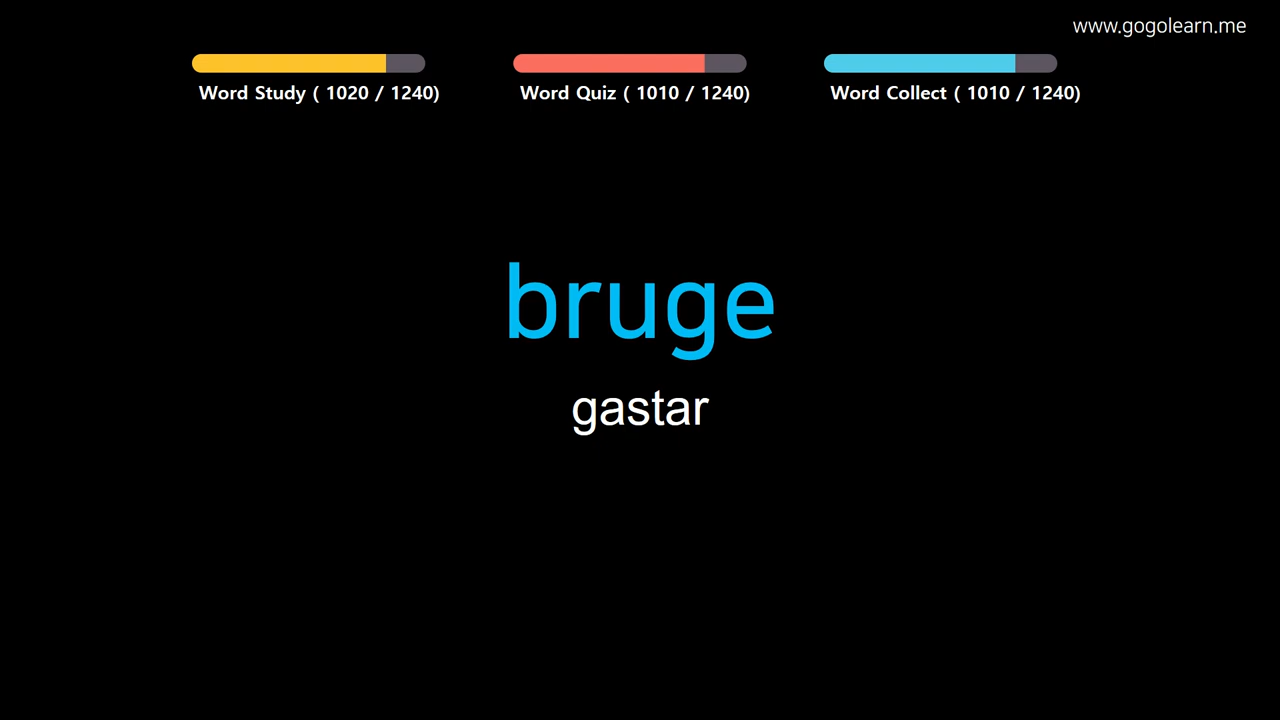 www.gogolearn.me
Word Study ( 1020 / 1240)
Word Quiz ( 1010 / 1240)
Word Collect ( 1010 / 1240)
bruge
gastar